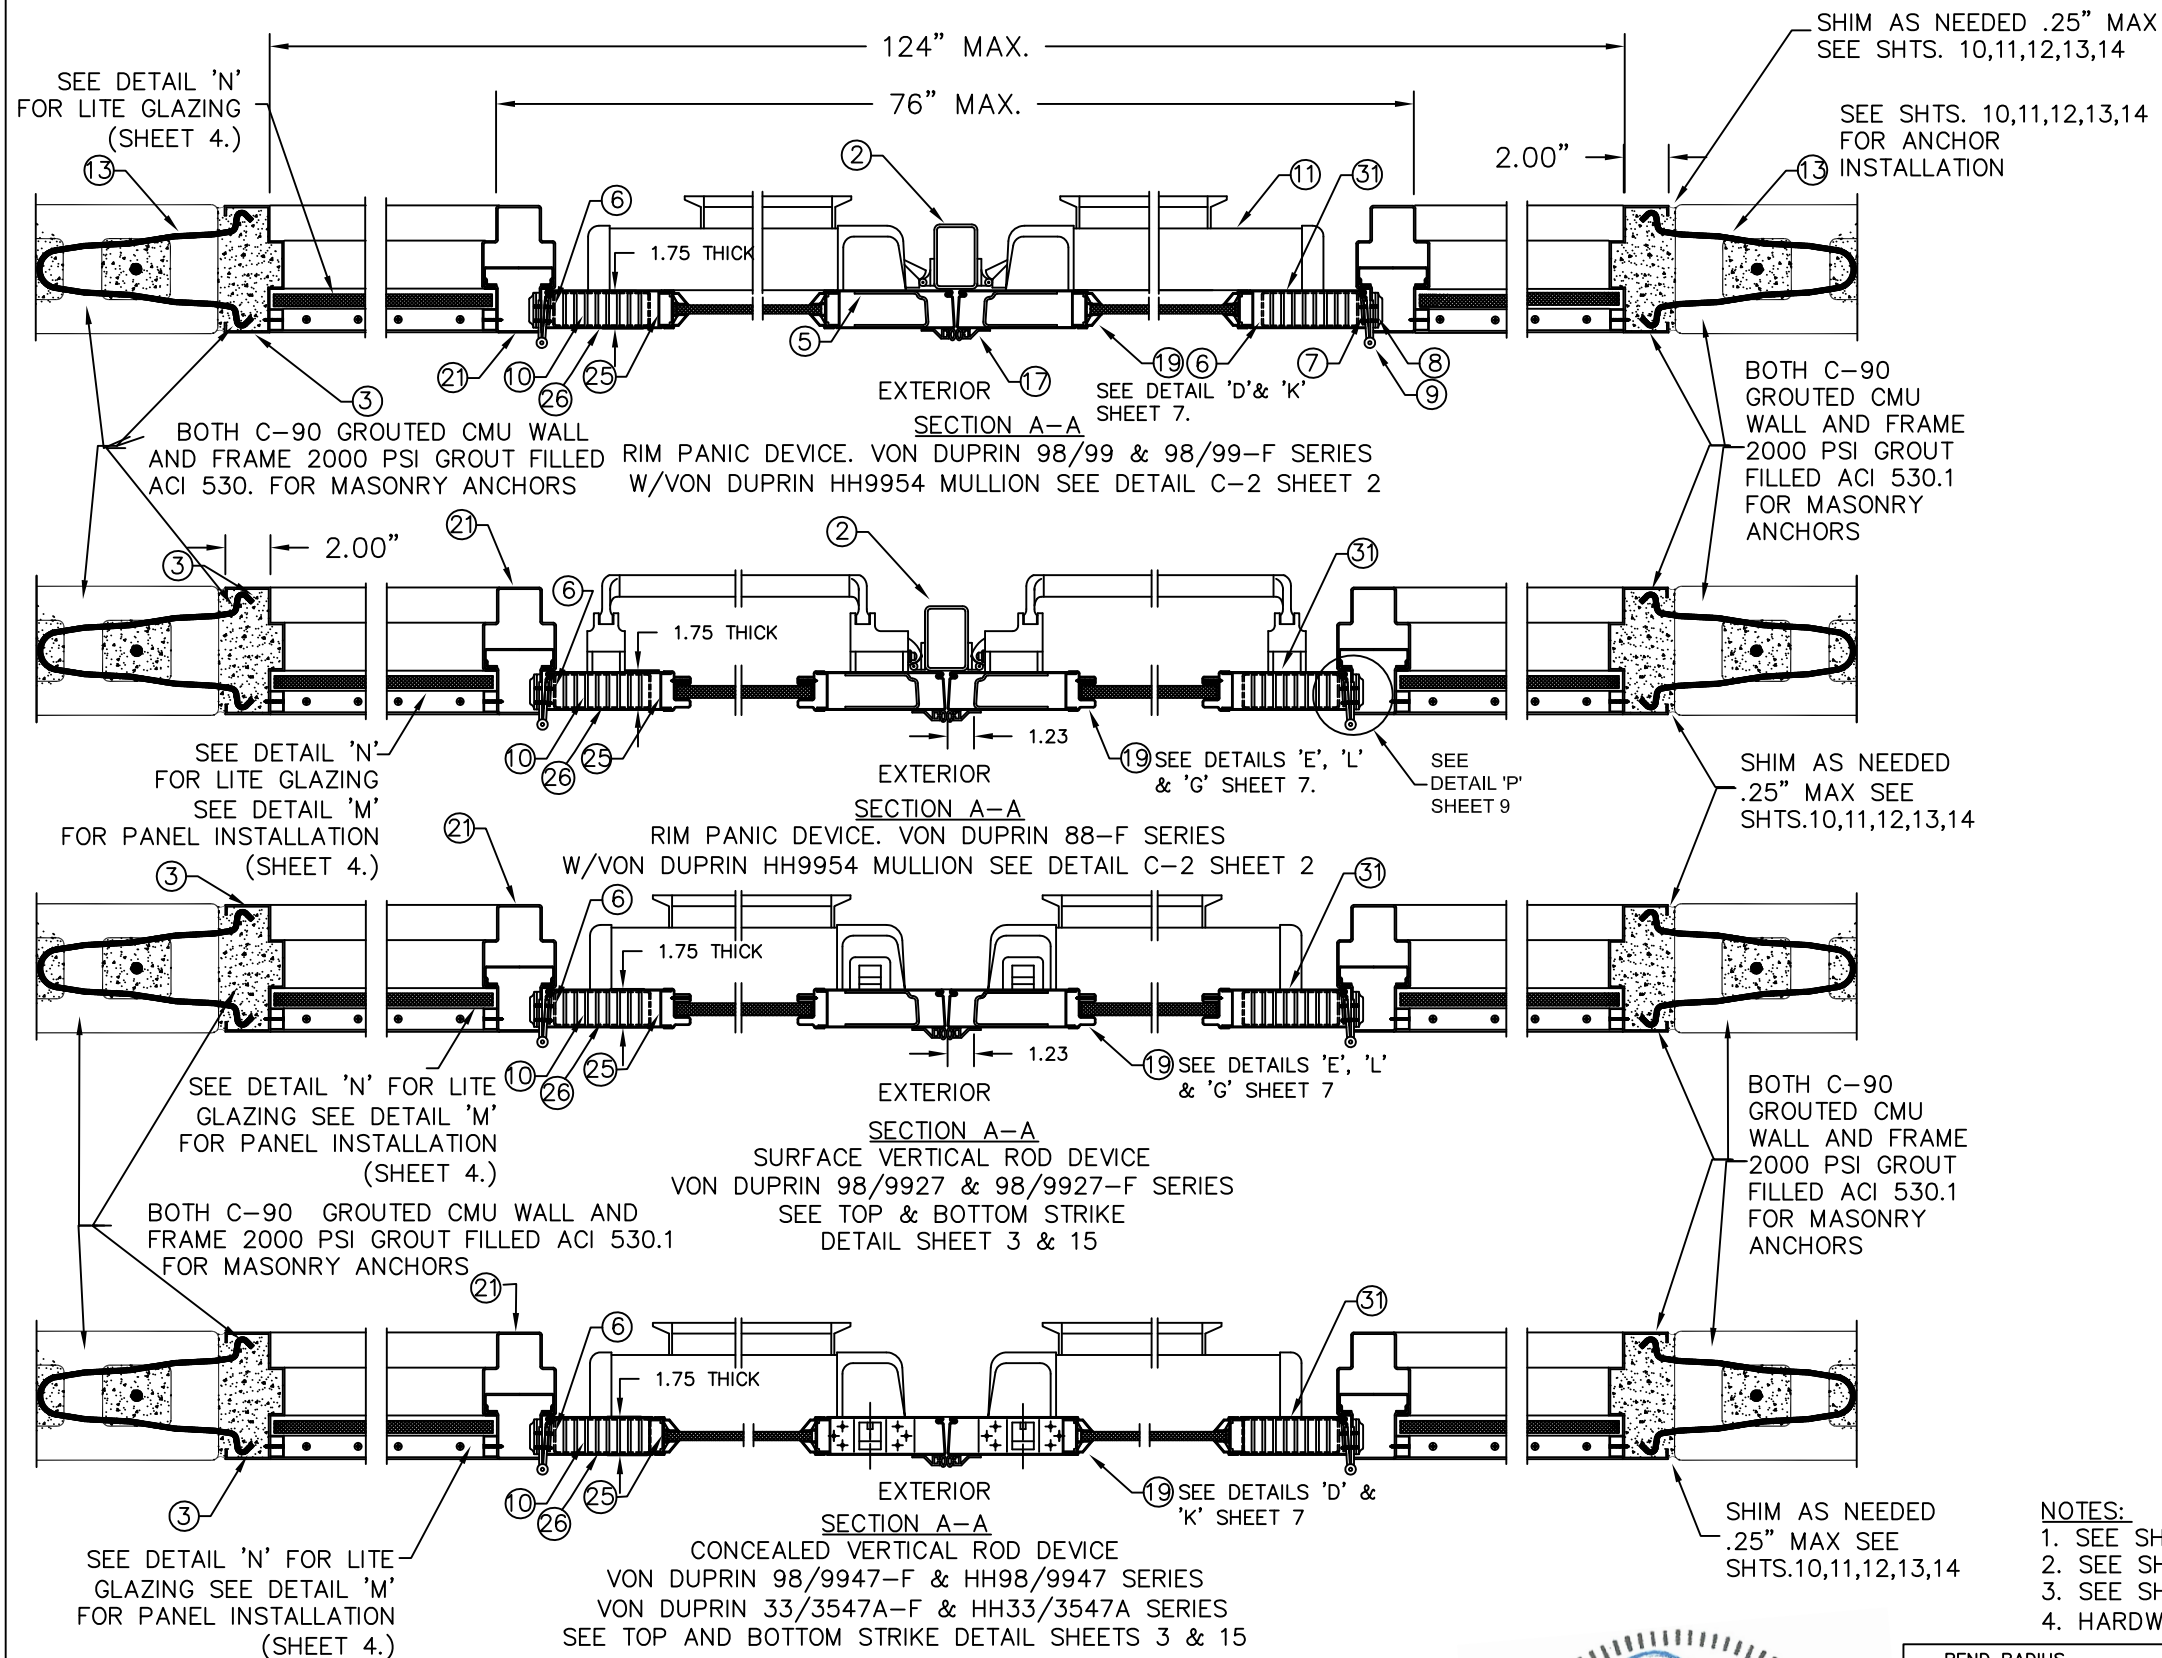 124" MAX.
76" MAX.
SHIM AS NEEDED .25" MAX
SEE SHTS. 10,11,12,13,14
SEE DETAIL 'N'
FOR LITE GLAZING
(SHEET 4.)
SEE SHTS. 10,11,12,13,14
FOR ANCHOR
INSTALLATION
2.00"
13
6
2
11
31
13
1.75 THICK
21
10
26
25
5
17
19
6
7
8
9
3
EXTERIOR
SEE DETAIL 'D'& 'K'
SHEET 7.
SECTION A-A
RIM PANIC DEVICE. VON DUPRIN 98/99 & 98/99-F SERIES
W/VON DUPRIN HH9954 MULLION SEE DETAIL C-2 SHEET 2
BOTH C-90 GROUTED CMU WALL
AND FRAME 2000 PSI GROUT FILLED
ACI 530. FOR MASONRY ANCHORS
BOTH C-90
GROUTED CMU
WALL AND FRAME
2000 PSI GROUT
FILLED ACI 530.1
FOR MASONRY
ANCHORS
2.00"
3
21
6
2
31
1.75 THICK
1.23
10
26
25
19
EXTERIOR
SEE DETAILS 'E', 'L'
& 'G' SHEET 7.
SEE
DETAIL 'P'
SHEET 9
SEE DETAIL 'N'
FOR LITE GLAZING
SEE DETAIL 'M'
FOR PANEL INSTALLATION
(SHEET 4.)
SHIM AS NEEDED
.25" MAX SEE
SHTS.10,11,12,13,14
SECTION A-A
RIM PANIC DEVICE. VON DUPRIN 88-F SERIES
W/VON DUPRIN HH9954 MULLION SEE DETAIL C-2 SHEET 2
3
21
6
31
1.75 THICK
1.23
10
26
25
19
EXTERIOR
SEE DETAILS 'E', 'L'
& 'G' SHEET 7
SEE DETAIL 'N' FOR LITE
GLAZING SEE DETAIL 'M'
FOR PANEL INSTALLATION
(SHEET 4.)
SECTION A-A
SURFACE VERTICAL ROD DEVICE
VON DUPRIN 98/9927 & 98/9927-F SERIES
SEE TOP & BOTTOM STRIKE
DETAIL SHEET 3 & 15
BOTH C-90 GROUTED CMU WALL AND
FRAME 2000 PSI GROUT FILLED ACI 530.1
FOR MASONRY ANCHORS
BOTH C-90
GROUTED CMU
WALL AND FRAME
2000 PSI GROUT
FILLED ACI 530.1
FOR MASONRY
ANCHORS
21
6
31
1.75 THICK
10
26
25
19
3
EXTERIOR
SEE DETAILS 'D' &
'K' SHEET 7
SECTION A-A
CONCEALED VERTICAL ROD DEVICE
VON DUPRIN 98/9947-F & HH98/9947 SERIES
VON DUPRIN 33/3547A-F & HH33/3547A SERIES
SEE TOP AND BOTTOM STRIKE DETAIL SHEETS 3 & 15
SEE DETAIL 'N' FOR LITE
GLAZING SEE DETAIL 'M'
FOR PANEL INSTALLATION
(SHEET 4.)
SHIM AS NEEDED
.25" MAX SEE
SHTS.10,11,12,13,14
NOTES:
1. SEE SH
2. SEE SH
3. SEE SH
4. HARDW